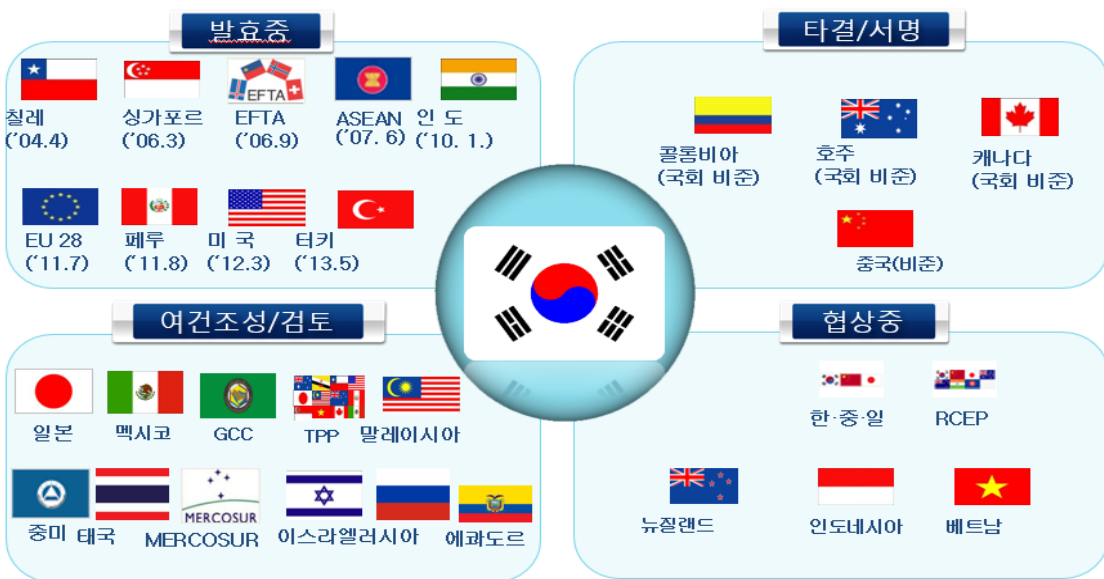 발효중
칠레 싱가포르 EFTA ASEAN 인 도
('04.4) ('06.3) ('06.9) ('07. 6) ('10. 1.)
EU 28 페루 미 국 터키
('11.7) ('11.8) ('12.3) ('13.5)
타결/서명
콜롬비아 호주 캐나다
(국회 비준) (국회 비준) (국회 비준)
중국(비준)
여건조성/검토
일본 멕시코 GCC TPP 말레이시아
MERCOSUR
중미 태국 MERCOSUR 이스라엘러시아 에콰도르
협상중
한·중·일 RCEP
뉴질랜드 인도네시아 베트남